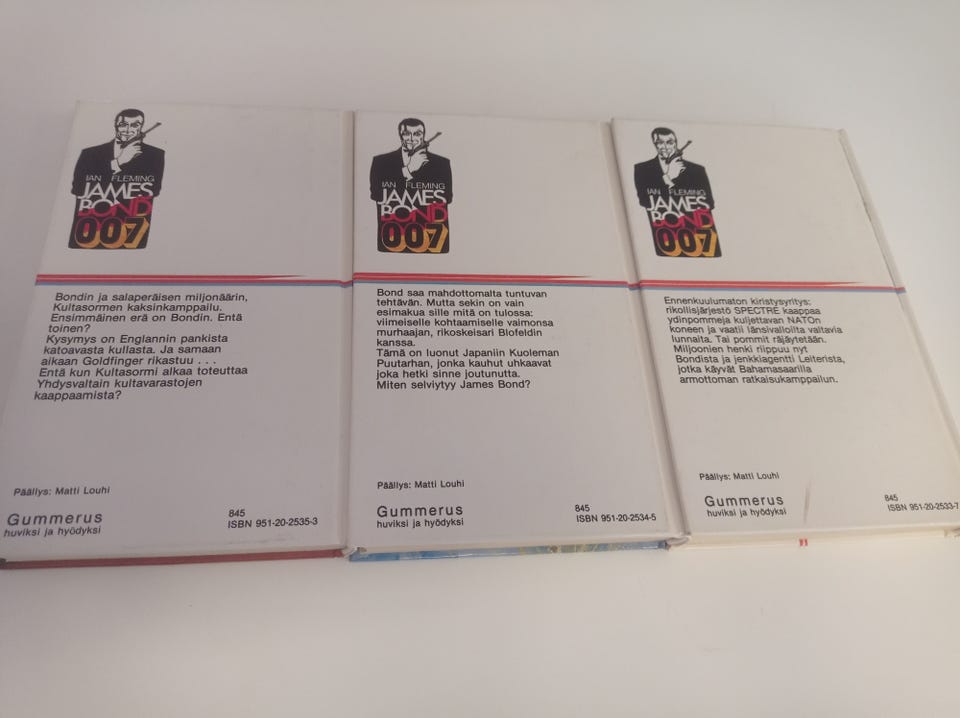 IAN FLEMING
JAMES
BOND
007
Bondin ja salaperäisen miljonäärin,
Kultasormen kaksinkamppailu.
Ensimmäinen erä on Bondin. Entä
toinen?
Kysymys on Englannin pankista
katoavasta kullasta. Ja samaan
aikaan Goldfinger rikastuu . . .
Entä kun Kultasormi alkaa toteuttaa
Yhdysvaltain kultavarastojen
kaappaamista?
Päällys: Matti Louhi
Gummerus
huviksi ja hyödyksi
845
ISBN 951-20-2535-3
IAN FLEMING
JAMES
BOND
007
Bond saa mahdottomalta tuntuvan
tehtävän. Mutta sekin on vain
esimakua sille mitä on tulossa:
viimeiselle kohtaamiselle vaimonsa
murhaajan, rikoskeisari Blofeldin
kanssa.
Tämä on luonut Japaniin Kuoleman
Puutarhan, jonka kauhut uhkaavat
joka hetki sinne joutunutta.
Miten selviytyy James Bond?
Päällys: Matti Louhi
Gummerus
huviksi ja hyödyksi
845
ISBN 951-20-2534-5
IAN FLEMING
JAMES
BOND
007
Ennenkuulumaton kiristysyritys:
rikollisjärjestö SPECTRE kaappaa
ydinpommeja kuljettavan NATOn
koneen ja vaatii länsivalloilta valtavia
lunnaita. Tai pommit räjäytetään.
Miljoonien henki riippuu nyt
Bondista ja jenkkiagentti Leiterista,
jotka käyvät Bahamasaarilla
armottoman ratkaisukamppailun.
Päällys: Matti Louhi
Gummerus
huviksi ja hyödyksi
845
ISBN 951-20-2533-7